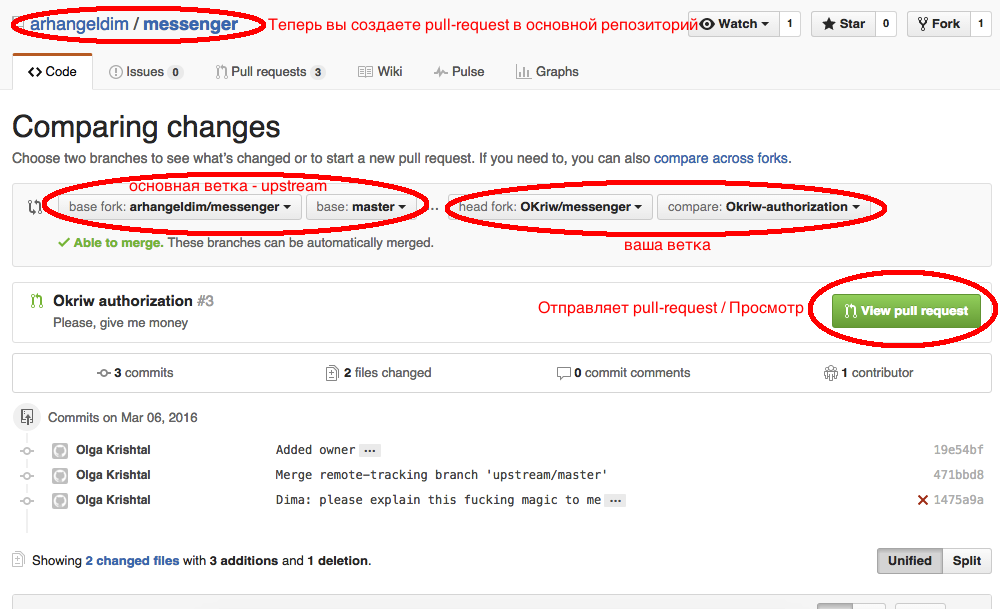 arhangeldim / messenger Теперь вы создаете pull-request в основной репозиторий Watch 1 Star 0 Fork 1
Code Issues 0 Pull requests 3 Wiki Pulse Graphs
Comparing changes
Choose two branches to see what's changed or to start a new pull request. If you need to, you can also compare across forks.
основная ветка - upstream
base fork: arhangeldim/messenger base: master ... head fork: OKriw/messenger compare: Okriw-authorization
Able to merge. These branches can be automatically merged.
ваша ветка
Okriw authorization #3
Please, give me money
Отправляет pull-request / Просмотр
View pull request
3 commits 2 files changed 0 commit comments 1 contributor
Commits on Mar 06, 2016
Olga Krishtal Added owner ... 19e54bf
Olga Krishtal Merge remote-tracking branch 'upstream/master' 471bbd8
Olga Krishtal Dima: please explain this fucking magic to me ... 1475a9a
Showing 2 changed files with 3 additions and 1 deletion.
Unified Split